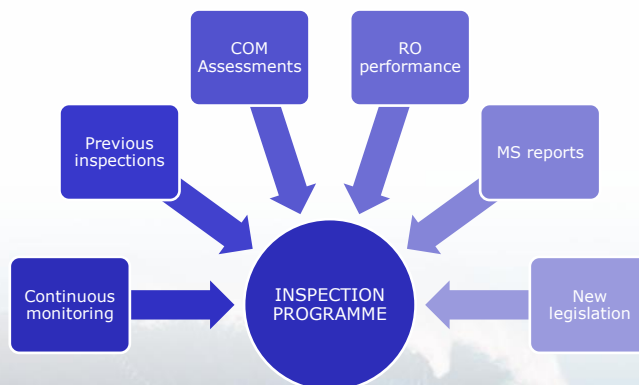 COM
Assessments
RO
performance
Previous
inspections
MS reports
Continuous
monitoring
INSPECTION
PROGRAMME
New
legislation